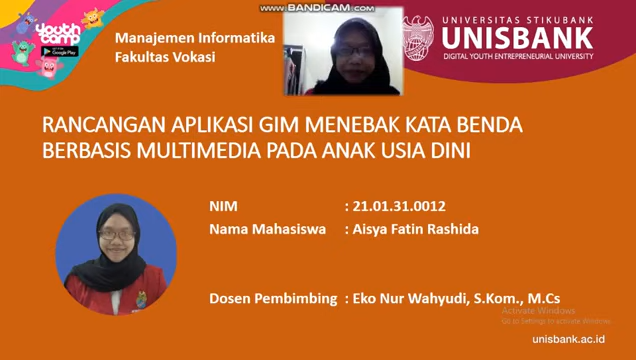 WWW.BANDICAM.COM
youth camp
Google Play
Manajemen Informatika
Fakultas Vokasi
UNIVERSITAS STIKUBANK
UNISBANK
DIGITAL YOUTH ENTREPRENEURIAL UNIVERSITY
RANCANGAN APLIKASI GIM MENEBAK KATA BENDA
BERBASIS MULTIMEDIA PADA ANAK USIA DINI
NIM : 21.01.31.0012
Nama Mahasiswa : Aisya Fatin Rashida
Dosen Pembimbing : Eko Nur Wahyudi, S.Kom., M.Cs
Activate Windows
Go to Settings to activate Windows.
unisbank.ac.id